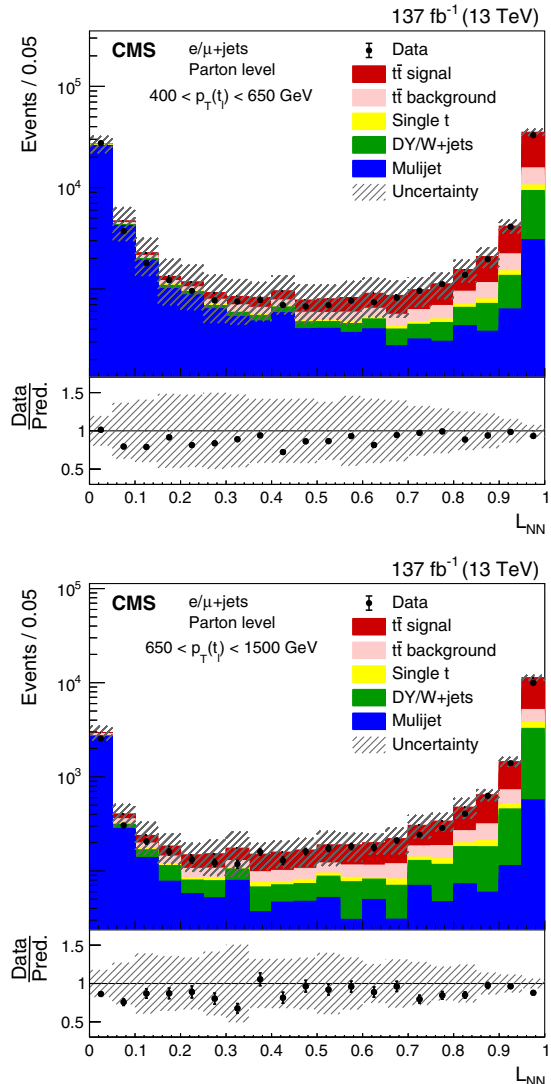 137 fb⁻¹ (13 TeV)
CMS e/μ+jets
Parton level
400 < p_T(t_l) < 650 GeV
Data
tt̄ signal
tt̄ background
Single t
DY/W+jets
Mulijet
Uncertainty
Events / 0.05
10⁵
10⁴
10³
Data
Pred.
1.5
1
0.5
0 0.1 0.2 0.3 0.4 0.5 0.6 0.7 0.8 0.9 1
L_NN
137 fb⁻¹ (13 TeV)
CMS e/μ+jets
Parton level
650 < p_T(t_l) < 1500 GeV
Data
tt̄ signal
tt̄ background
Single t
DY/W+jets
Mulijet
Uncertainty
Events / 0.05
10⁵
10⁴
10³
Data
Pred.
1.5
1
0.5
0 0.1 0.2 0.3 0.4 0.5 0.6 0.7 0.8 0.9 1
L_NN